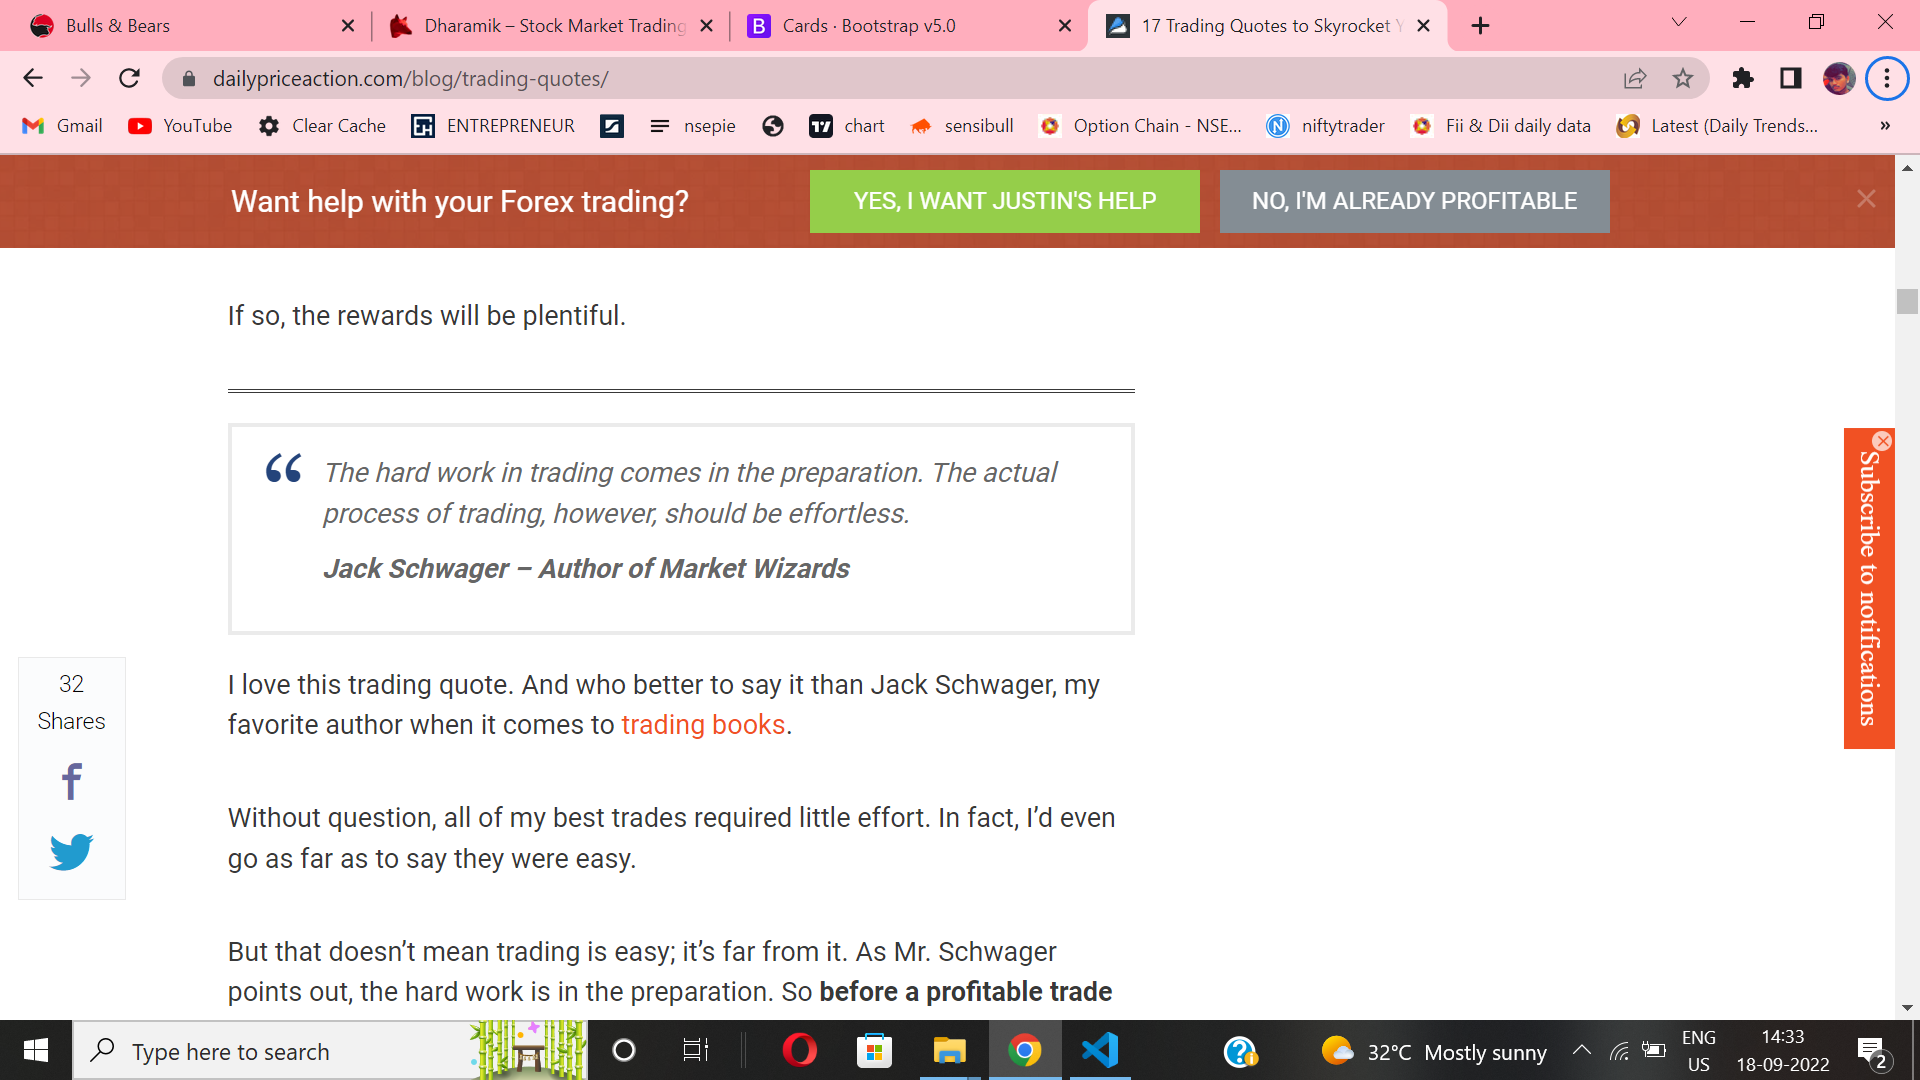 Bulls & Bears
Dharamik – Stock Market Trading
Cards · Bootstrap v5.0
17 Trading Quotes to Skyrocket Y
dailypriceaction.com/blog/trading-quotes/
Gmail
YouTube
Clear Cache
ENTREPRENEUR
nsepie
chart
sensibull
Option Chain - NSE...
niftytrader
Fii & Dii daily data
Latest (Daily Trends...
»
Want help with your Forex trading?
YES, I WANT JUSTIN'S HELP
NO, I'M ALREADY PROFITABLE
If so, the rewards will be plentiful.
“ The hard work in trading comes in the preparation. The actual
process of trading, however, should be effortless.
Jack Schwager – Author of Market Wizards
I love this trading quote. And who better to say it than Jack Schwager, my
favorite author when it comes to trading books.
Without question, all of my best trades required little effort. In fact, I’d even
go as far as to say they were easy.
But that doesn’t mean trading is easy; it’s far from it. As Mr. Schwager
points out, the hard work is in the preparation. So before a profitable trade
32
Shares
Subscribe to notifications
Type here to search
32°C Mostly sunny
ENG
US
14:33
18-09-2022
2